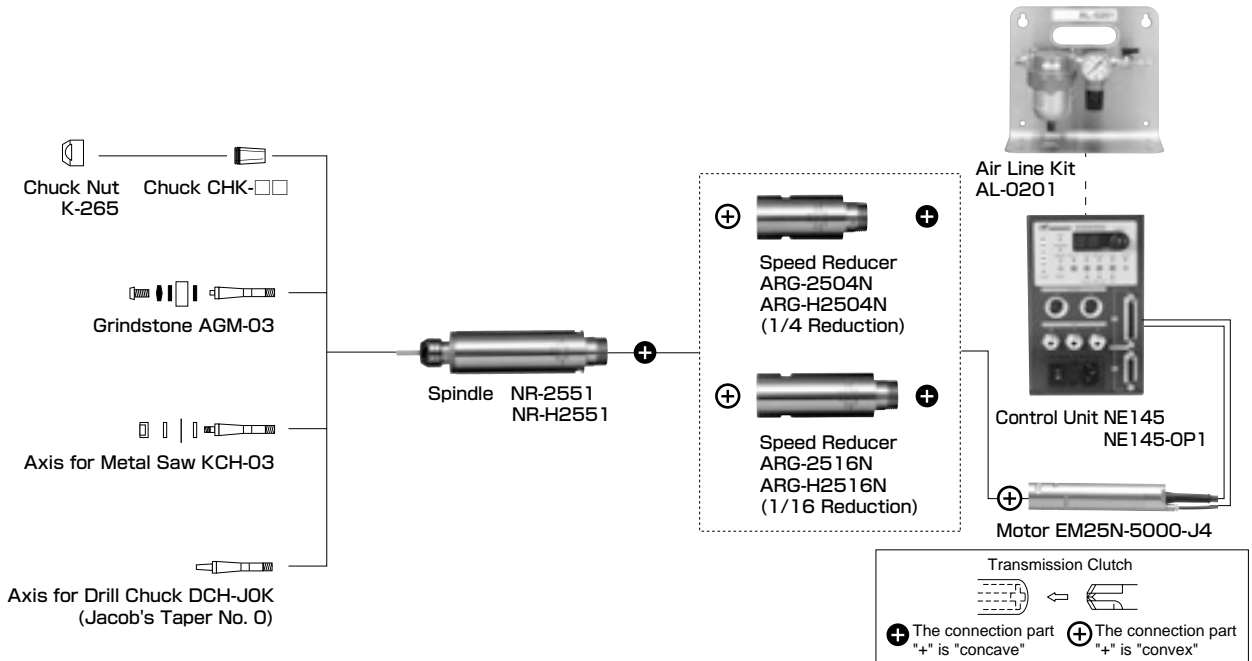 AL-0201
Air Line Kit
AL-0201
Chuck Nut
K-265
Chuck CHK-□□
Grindstone AGM-03
Axis for Metal Saw KCH-03
Axis for Drill Chuck DCH-J0K
(Jacob's Taper No. 0)
Spindle NR-2551
NR-H2551
Speed Reducer
ARG-2504N
ARG-H2504N
(1/4 Reduction)
Speed Reducer
ARG-2516N
ARG-H2516N
(1/16 Reduction)
Control Unit NE145
NE145-OP1
Motor EM25N-5000-J4
Transmission Clutch
The connection part
"+" is "concave"
The connection part
"+" is "convex"